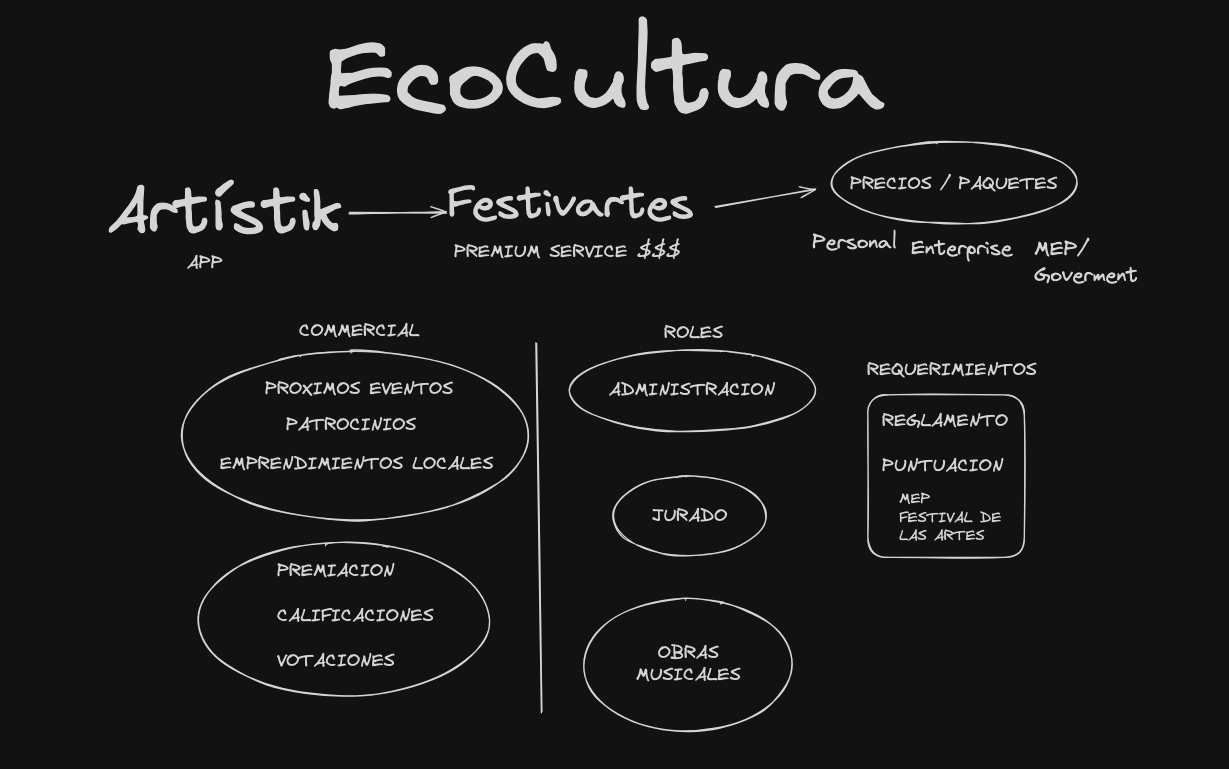 EcoCultura
Artístik
APP
Festivartes
PREMIUM SERVICE $$$
PRECIOS / PAQUETES
Personal
Enterprise
MEP/
Goverment
COMMERCIAL
PROXIMOS EVENTOS
PATROCINIOS
EMPRENDIMIENTOS LOCALES
PREMIACION
CALIFICACIONES
VOTACIONES
ROLES
ADMINISTRACION
JURADO
OBRAS
MUSICALES
REQUERIMIENTOS
REGLAMENTO
PUNTUACION
MEP
FESTIVAL DE
LAS ARTES